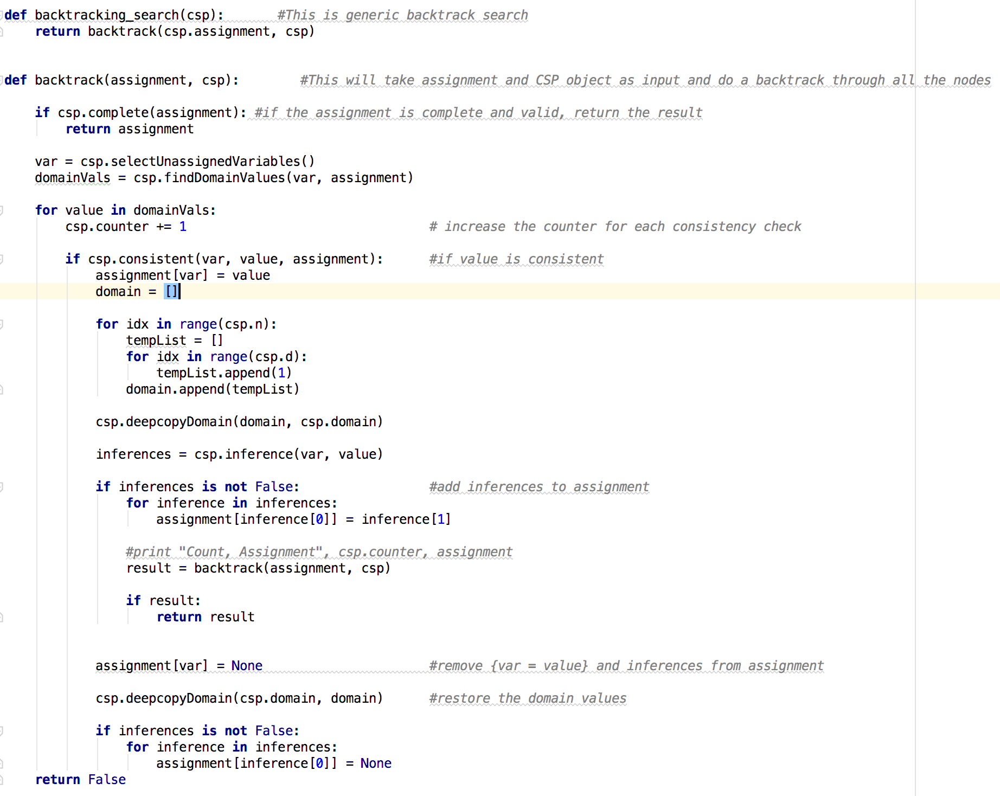 def backtracking_search(csp):       #This is generic backtrack search
    return backtrack(csp.assignment, csp)
def backtrack(assignment, csp):        #This will take assignment and CSP object as input and do a backtrack through all the nodes
    if csp.complete(assignment): #if the assignment is complete and valid, return the result
        return assignment
    var = csp.selectUnassignedVariables()
    domainVals = csp.findDomainValues(var, assignment)
    for value in domainVals:
        csp.counter += 1                                # increase the counter for each consistency check
        if csp.consistent(var, value, assignment):      #if value is consistent
            assignment[var] = value
            domain = []
            for idx in range(csp.n):
                tempList = []
                for idx in range(csp.d):
                    tempList.append(1)
                domain.append(tempList)
            csp.deepcopyDomain(domain, csp.domain)
            inferences = csp.inference(var, value)
            if inferences is not False:                 #add inferences to assignment
                for inference in inferences:
                    assignment[inference[0]] = inference[1]
                #print "Count, Assignment", csp.counter, assignment
                result = backtrack(assignment, csp)
                if result:
                    return result
            assignment[var] = None                      #remove {var = value} and inferences from assignment
            csp.deepcopyDomain(csp.domain, domain)      #restore the domain values
            if inferences is not False:
                for inference in inferences:
                    assignment[inference[0]] = None
    return False